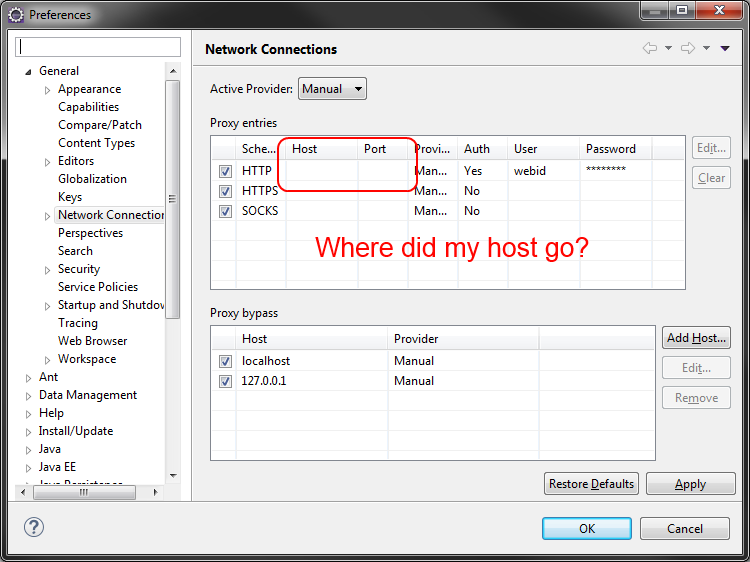 Preferences
General
Appearance
Capabilities
Compare/Patch
Content Types
Editors
Globalization
Keys
Network Connection
Perspectives
Search
Security
Service Policies
Startup and Shutdov
Tracing
Web Browser
Workspace
Ant
Data Management
Help
Install/Update
Java
Java EE
Java Persistence
Network Connections
Active Provider: Manual
Proxy entries
Sche... Host Port Provi... Auth User Password
HTTP Man... Yes webid ********
HTTPS Man... No
SOCKS Man... No
Edit...
Clear
Where did my host go?
Proxy bypass
Host Provider
localhost Manual
127.0.0.1 Manual
Add Host...
Edit...
Remove
Restore Defaults Apply
OK Cancel